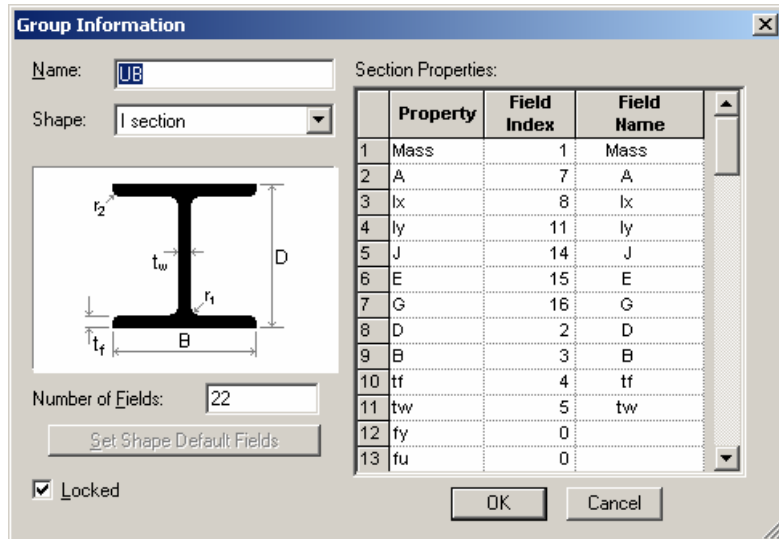 Group Information
Name: UB
Shape: I section
r2
tw
D
r1
tf
B
Number of Fields: 22
Set Shape Default Fields
Locked
Section Properties:
Property Field Index Field Name
1 Mass 1 Mass
2 A 7 A
3 Ix 8 Ix
4 Iy 11 Iy
5 J 14 J
6 E 15 E
7 G 16 G
8 D 2 D
9 B 3 B
10 tf 4 tf
11 tw 5 tw
12 fy 0
13 fu 0
OK Cancel